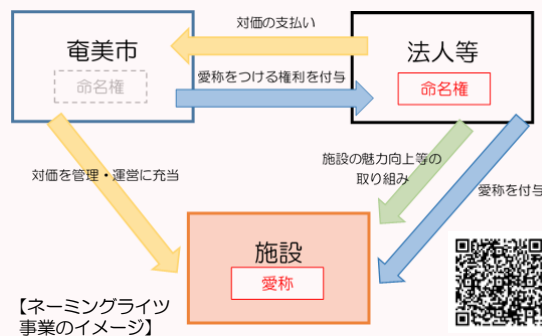 対価の支払い
奄美市
法人等
命名権
愛称をつける権利を付与
命名権
対価を管理・運営に充当
施設の魅力向上等の
取り組み
愛称を付与
施設
愛称
【ネーミングライツ
事業のイメージ】